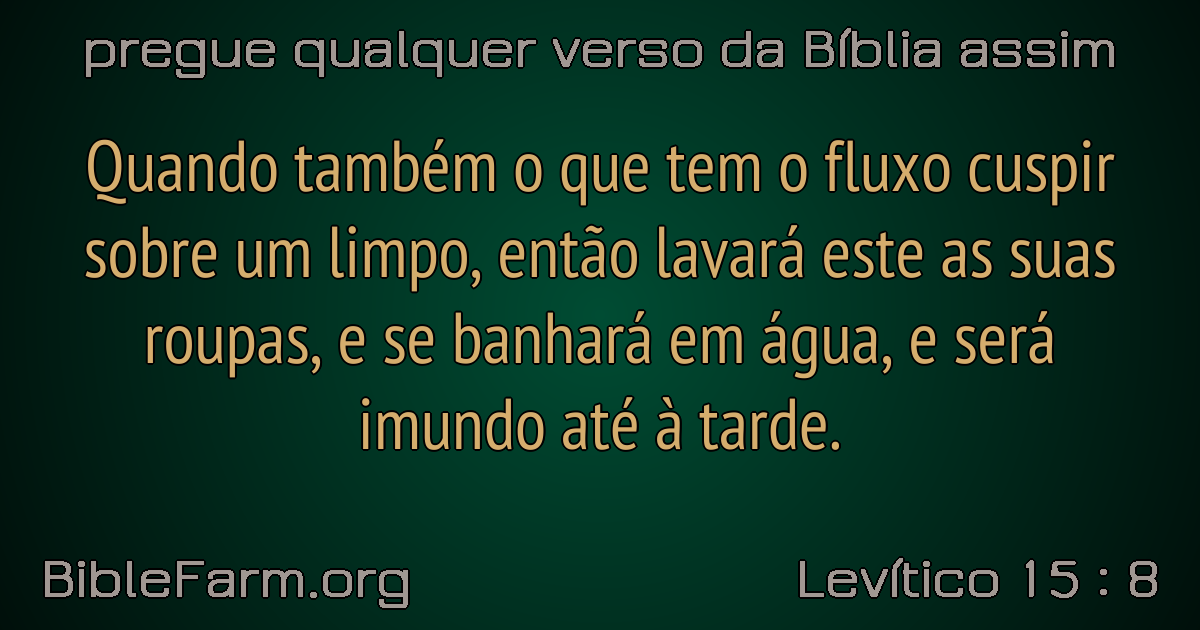 pregue qualquer verso da Bíblia assim
Quando também o que tem o fluxo cuspir
sobre um limpo, então lavará este as suas
roupas, e se banhará em água, e será
imundo até à tarde.
BibleFarm.org
Levítico 15 : 8